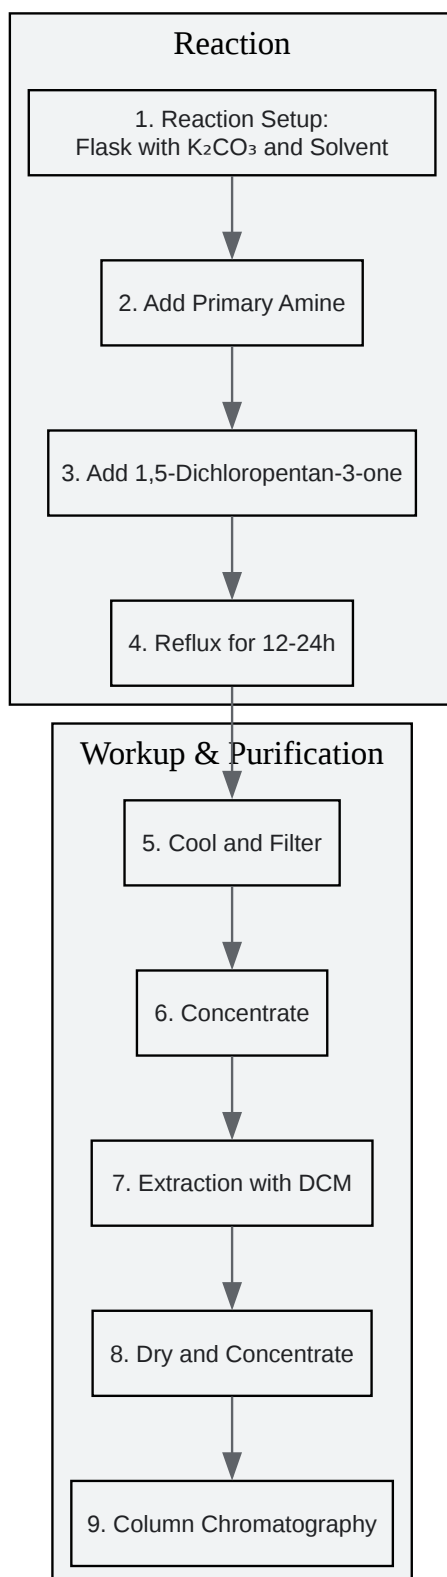 Reaction
1. Reaction Setup:
Flask with K₂CO₃ and Solvent
2. Add Primary Amine
3. Add 1,5-Dichloropentan-3-one
4. Reflux for 12-24h
Workup & Purification
5. Cool and Filter
6. Concentrate
7. Extraction with DCM
8. Dry and Concentrate
9. Column Chromatography